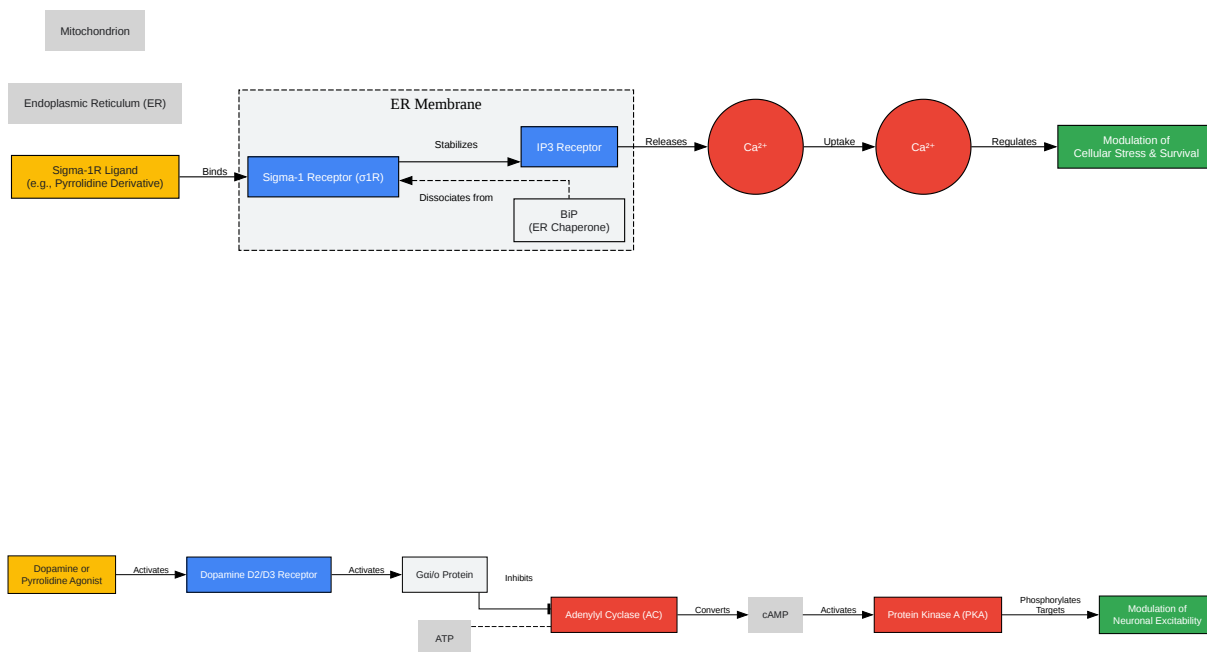 Mitochondrion
Endoplasmic Reticulum (ER)
ER Membrane
Sigma-1R Ligand
(e.g., Pyrrolidine Derivative)
Binds
Sigma-1 Receptor (σ1R)
Stabilizes
IP3 Receptor
Dissociates from
BiP
(ER Chaperone)
Releases
Ca²⁺
Uptake
Ca²⁺
Regulates
Modulation of
Cellular Stress & Survival
Dopamine or
Pyrrolidine Agonist
Activates
Dopamine D2/D3 Receptor
Activates
Gαi/o Protein
Inhibits
ATP
Adenylyl Cyclase (AC)
Converts
cAMP
Activates
Protein Kinase A (PKA)
Phosphorylates
Targets
Modulation of
Neuronal Excitability